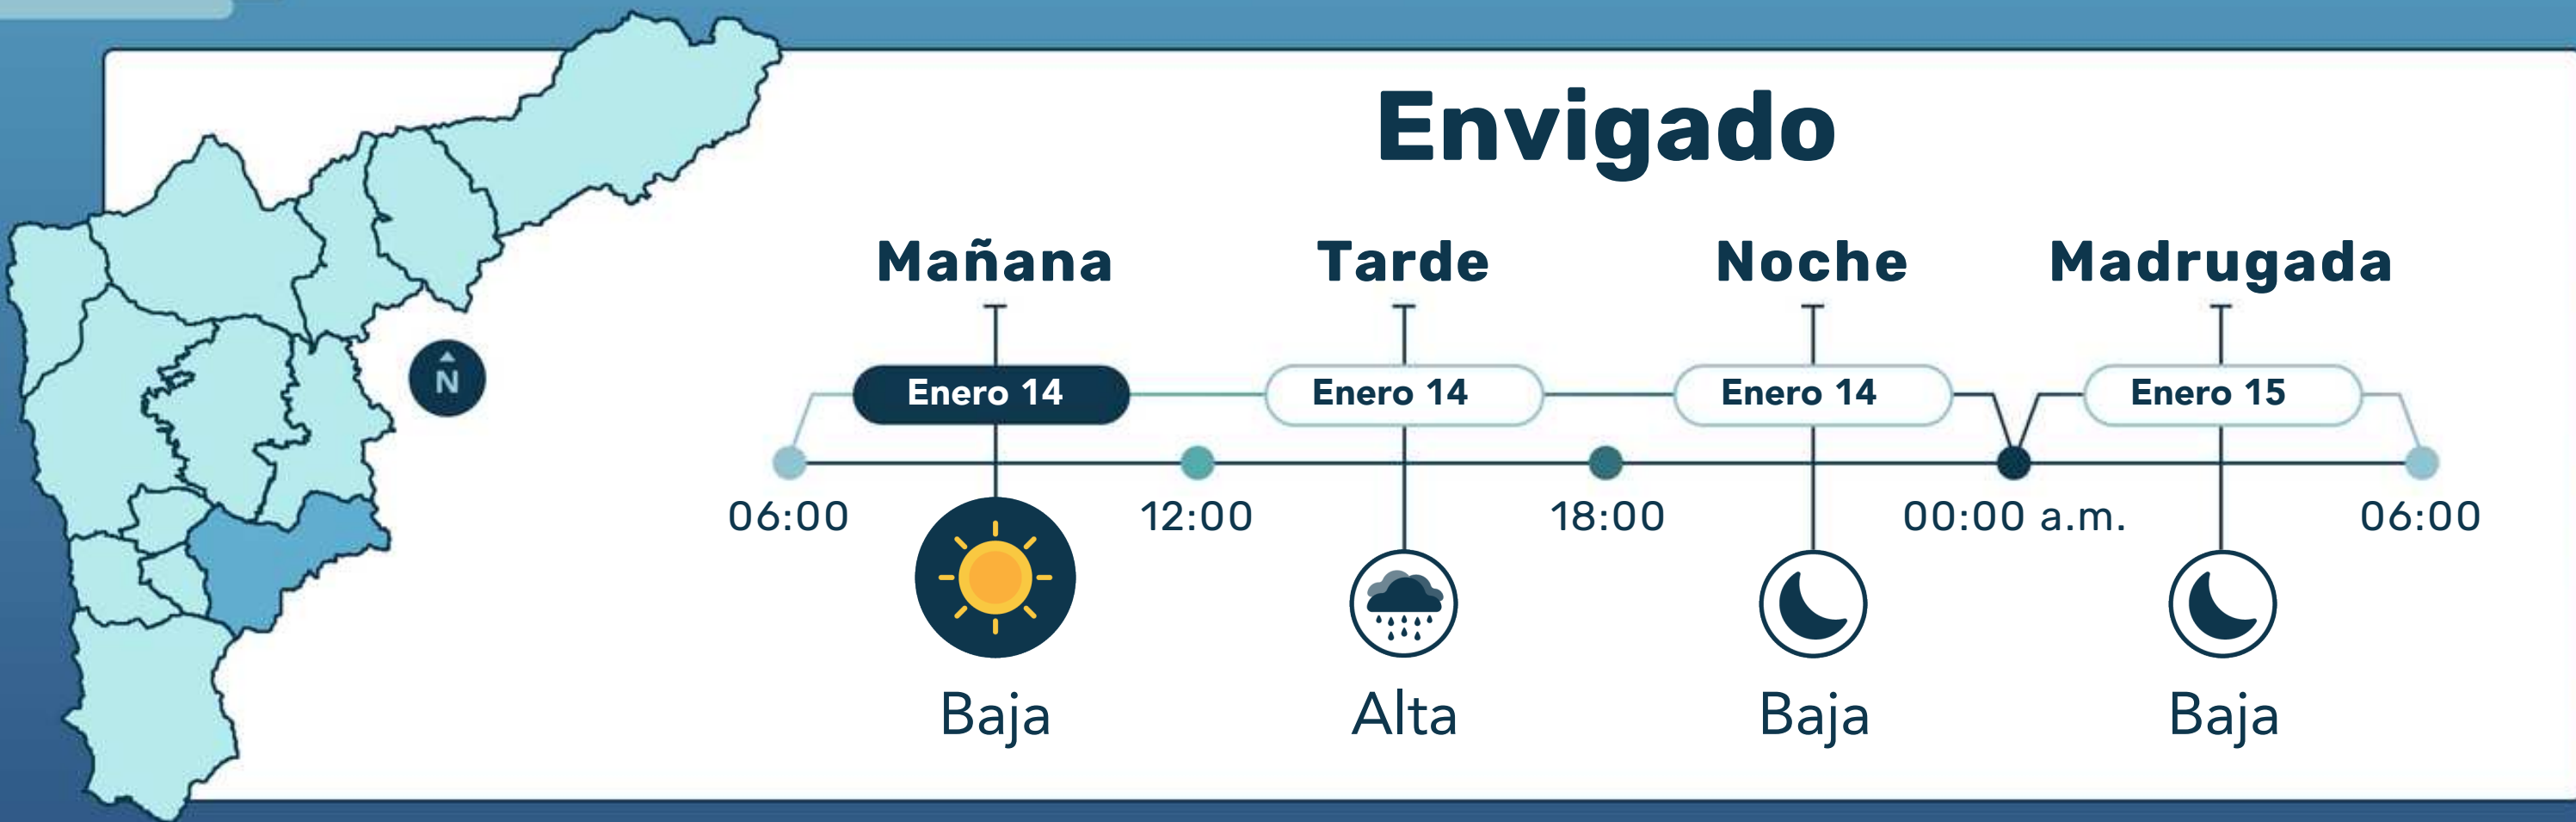 Envigado
Mañana Tarde Noche Madrugada
Enero 14 Enero 14 Enero 14 Enero 15
N
06:00 12:00 18:00 00:00 a.m. 06:00
Baja Alta Baja Baja